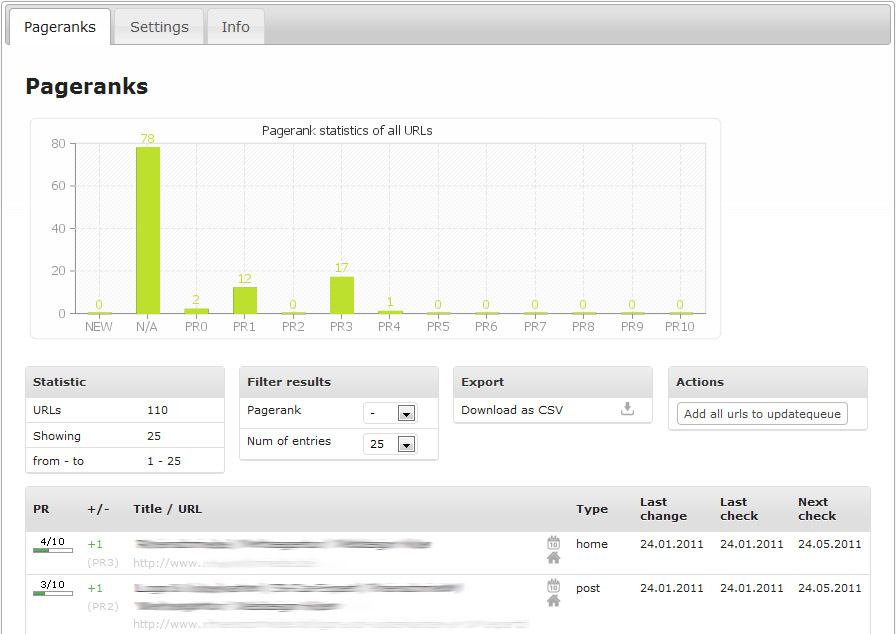 Pageranks Settings Info
Pageranks
Pagerank statistics of all URLs
80
60
40
20
0
0 78 2 12 0 17 1 0 0 0 0 0 0
NEW N/A PR0 PR1 PR2 PR3 PR4 PR5 PR6 PR7 PR8 PR9 PR10
Statistic
URLs 110
Showing 25
from - to 1 - 25
Filter results
Pagerank -
Num of entries 25
Export
Download as CSV
Actions
Add all urls to updatequeue
PR +/- Title / URL Type Last change Last check Next check
4/10 +1 10 home 24.01.2011 24.01.2011 24.05.2011
(PR3) http://www.
3/10 +1 10 post 24.01.2011 24.01.2011 24.05.2011
(PR2)
http://www.